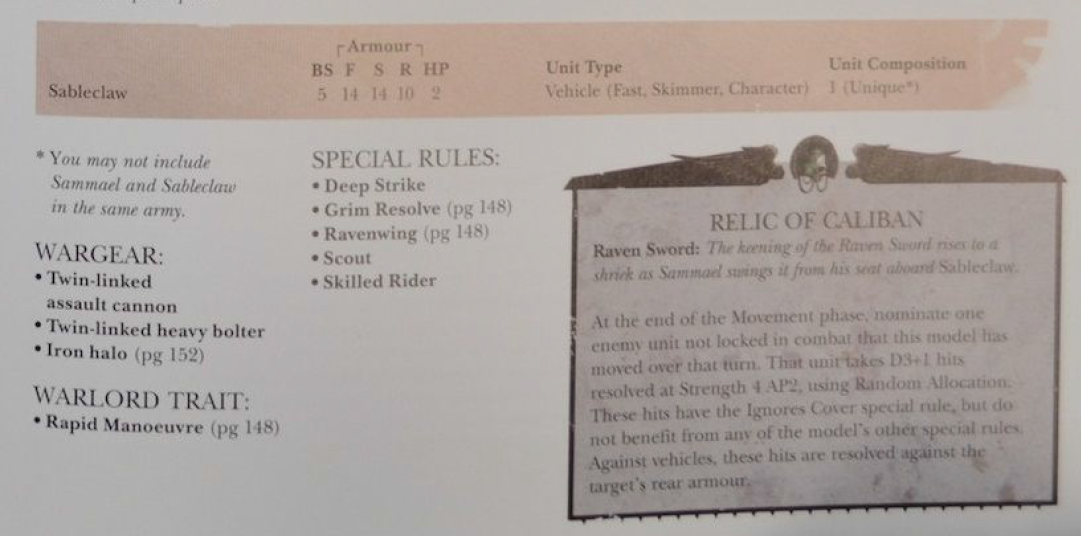 Armour
BS F S R HP
Unit Type
Unit Composition
Sableclaw
5 14 14 10 2
Vehicle (Fast, Skimmer, Character)
1 (Unique*)
* You may not include
Sammael and Sableclaw
in the same army.
WARGEAR:
• Twin-linked
assault cannon
• Twin-linked heavy bolter
• Iron halo (pg 152)
WARLORD TRAIT:
• Rapid Manoeuvre (pg 148)
SPECIAL RULES:
• Deep Strike
• Grim Resolve (pg 148)
• Ravenwing (pg 148)
• Scout
• Skilled Rider
RELIC OF CALIBAN
Raven Sword: The keening of the Raven Sword rises to a
shriek as Sammael swings it from his seat aboard Sableclaw.
At the end of the Movement phase, nominate one
enemy unit not locked in combat that this model has
moved over that turn. That unit takes D3+1 hits
resolved at Strength 4 AP2, using Random Allocation.
These hits have the Ignores Cover special rule, but do
not benefit from any of the model's other special rules.
Against vehicles, these hits are resolved against the
target's rear armour.